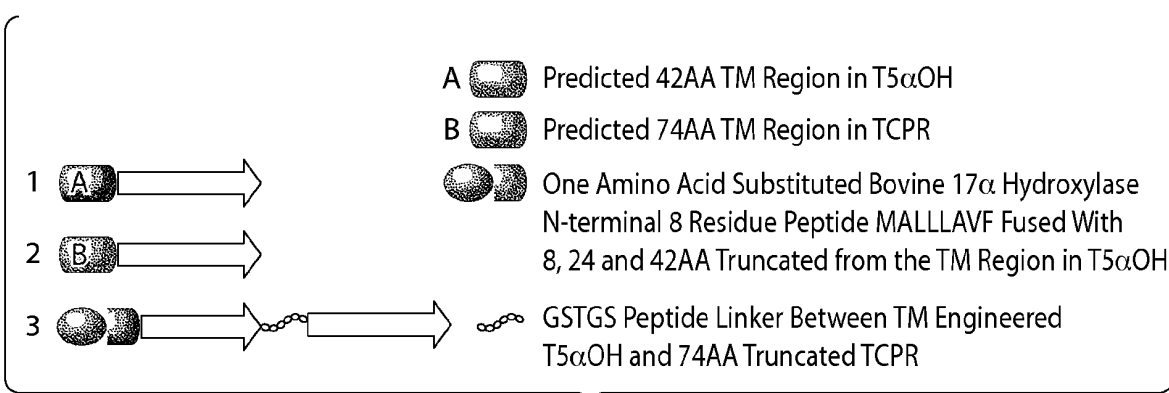 A Predicted 42AA TM Region in T5αOH
B Predicted 74AA TM Region in TCPR
1 A
One Amino Acid Substituted Bovine 17α Hydroxylase
N-terminal 8 Residue Peptide MALLLAVF Fused With
8, 24 and 42AA Truncated from the TM Region in T5αOH
2 B
3
GSTGS Peptide Linker Between TM Engineered
T5αOH and 74AA Truncated TCPR